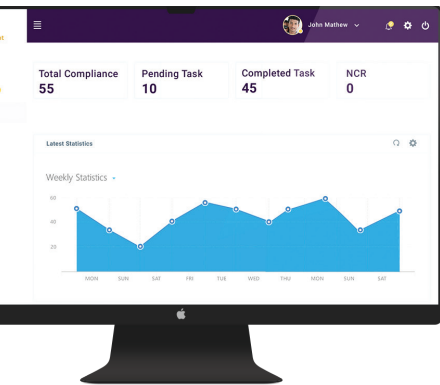 John Mathew
Total Compliance
55
Pending Task
10
Completed Task
45
NCR
0
Latest Statistics
Weekly Statistics
60
40
20
MON SUN SAT FRI TUE WED THU MON SUN SAT